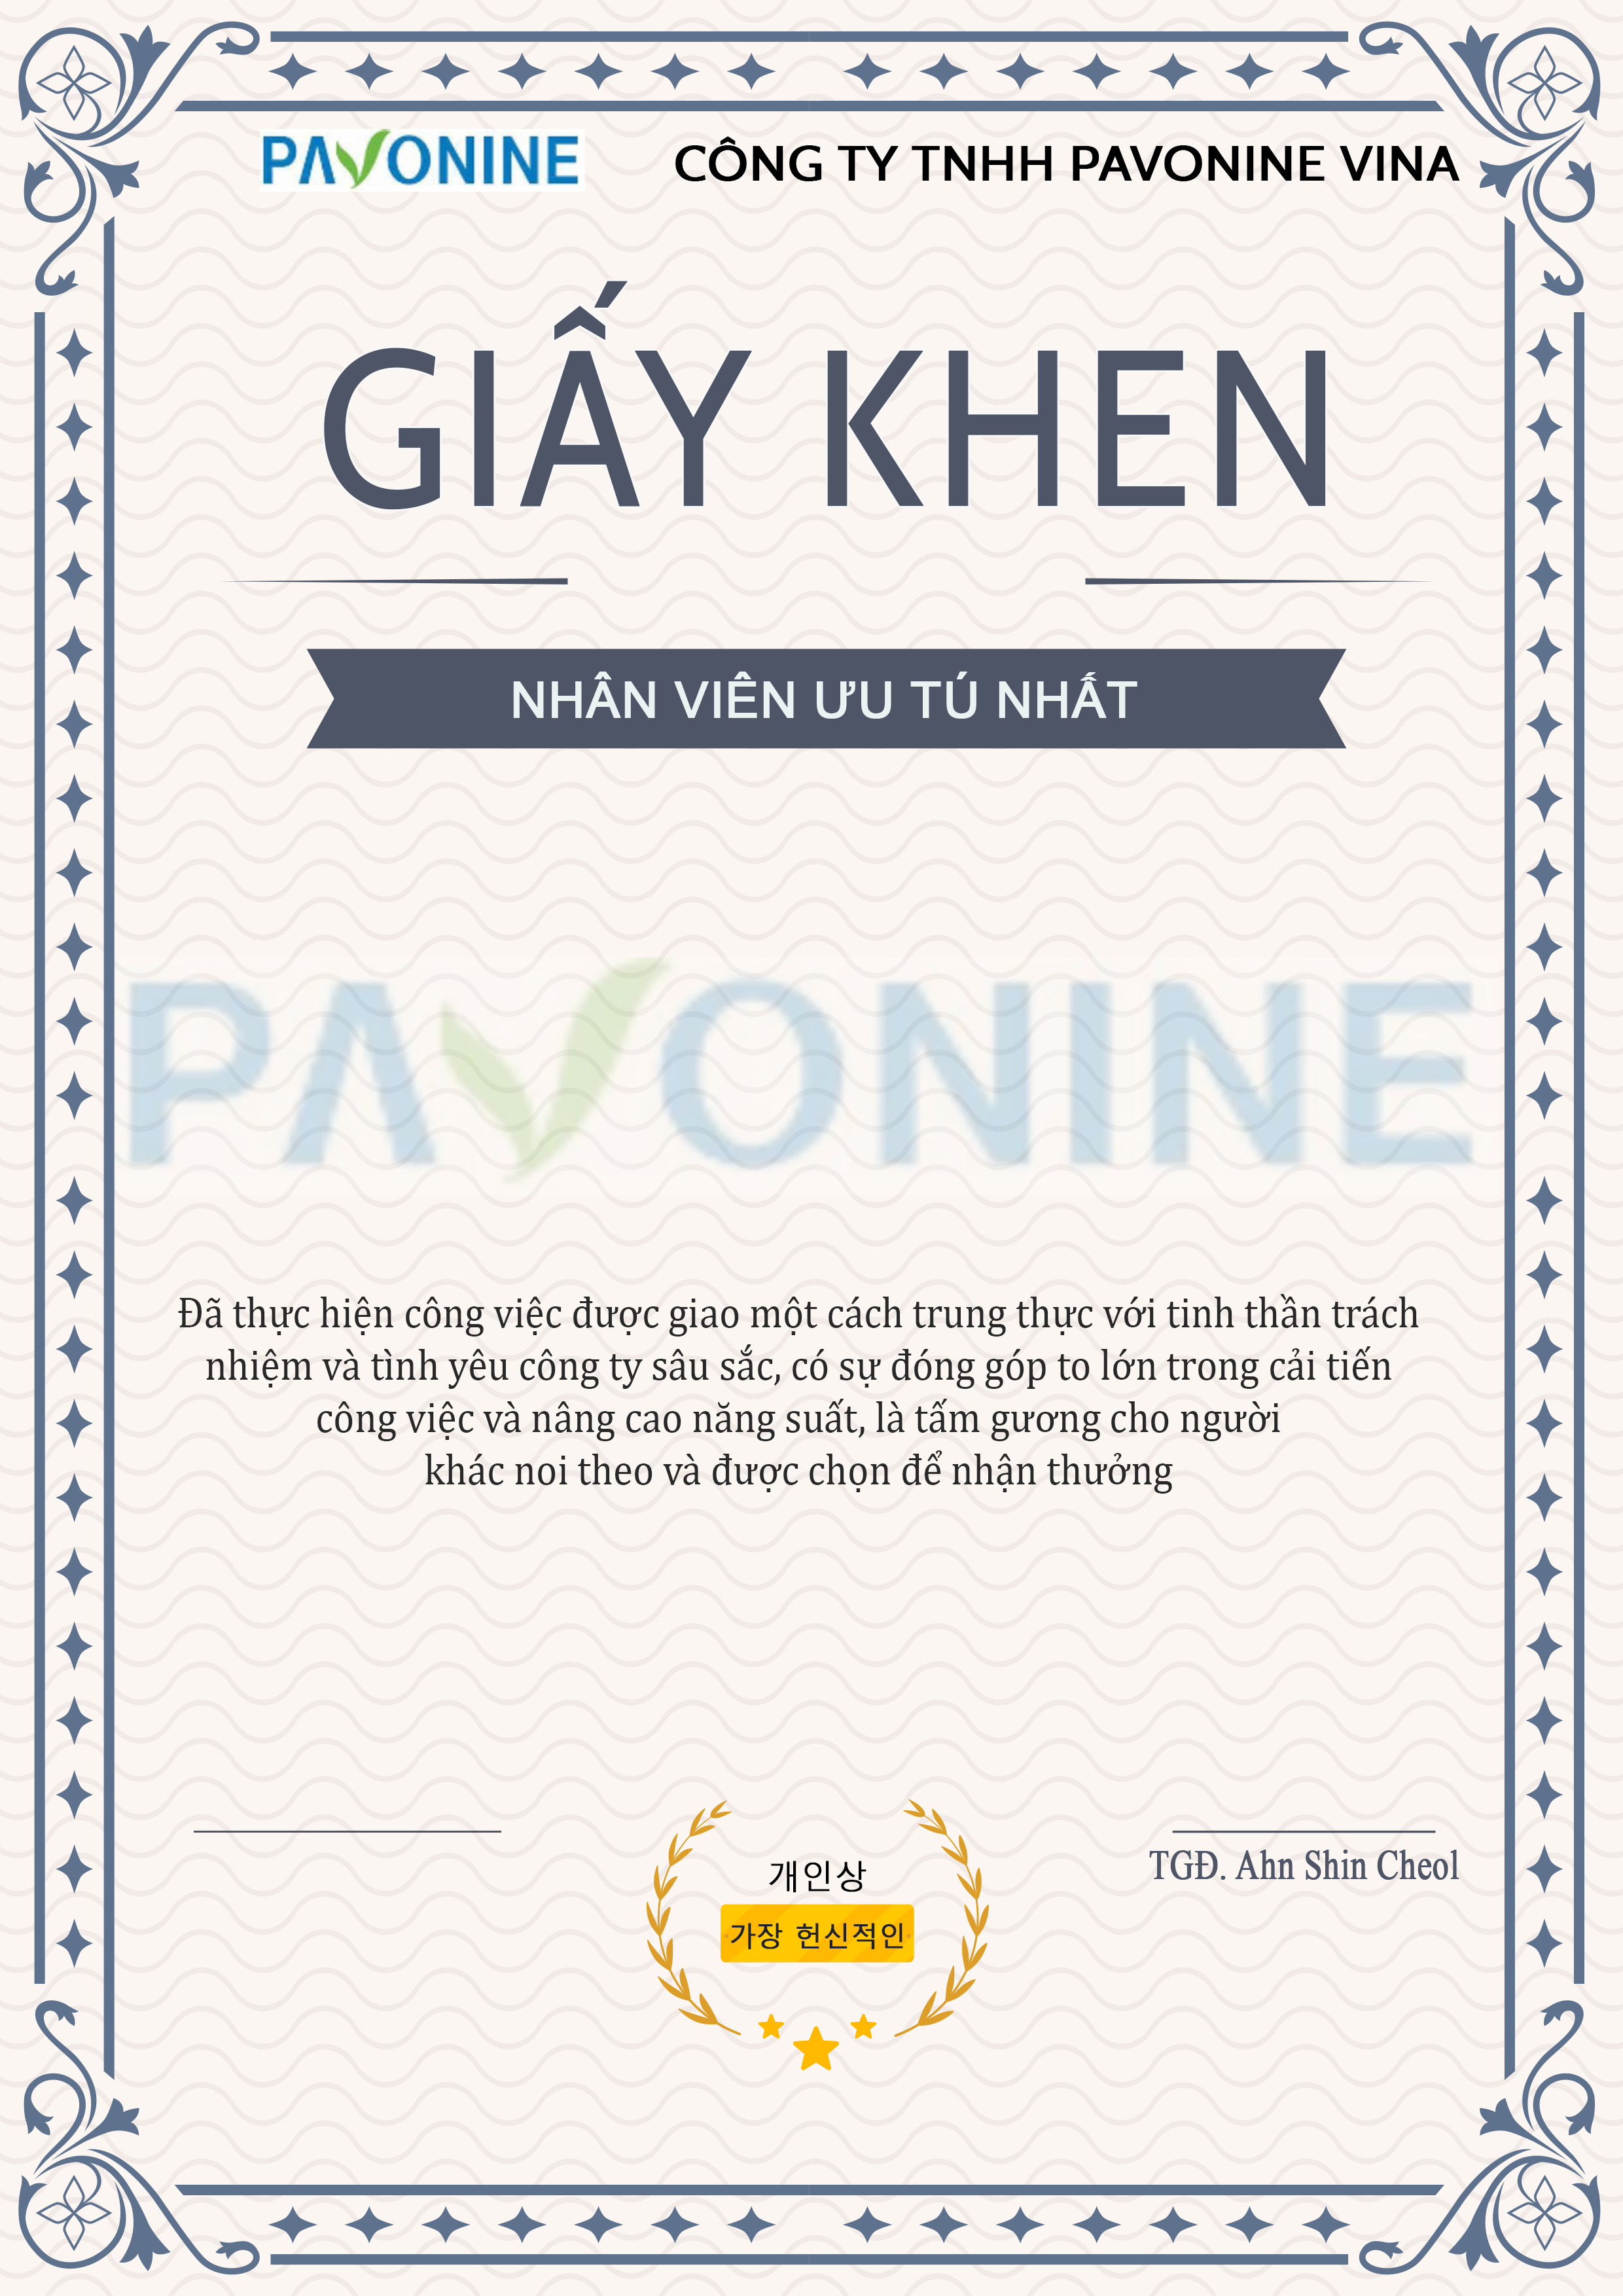 PAVONINE
CÔNG TY TNHH PAVONINE VINA
GIẤY KHEN
NHÂN VIÊN ƯU TÚ NHẤT
PAVONINE
Đã thực hiện công việc được giao một cách trung thực với tinh thần trách
nhiệm và tình yêu công ty sâu sắc, có sự đóng góp to lớn trong cải tiến
công việc và nâng cao năng suất, là tấm gương cho người
khác noi theo và được chọn để nhận thưởng
개인상
가장 헌신적인
TGĐ. Ahn Shin Cheol